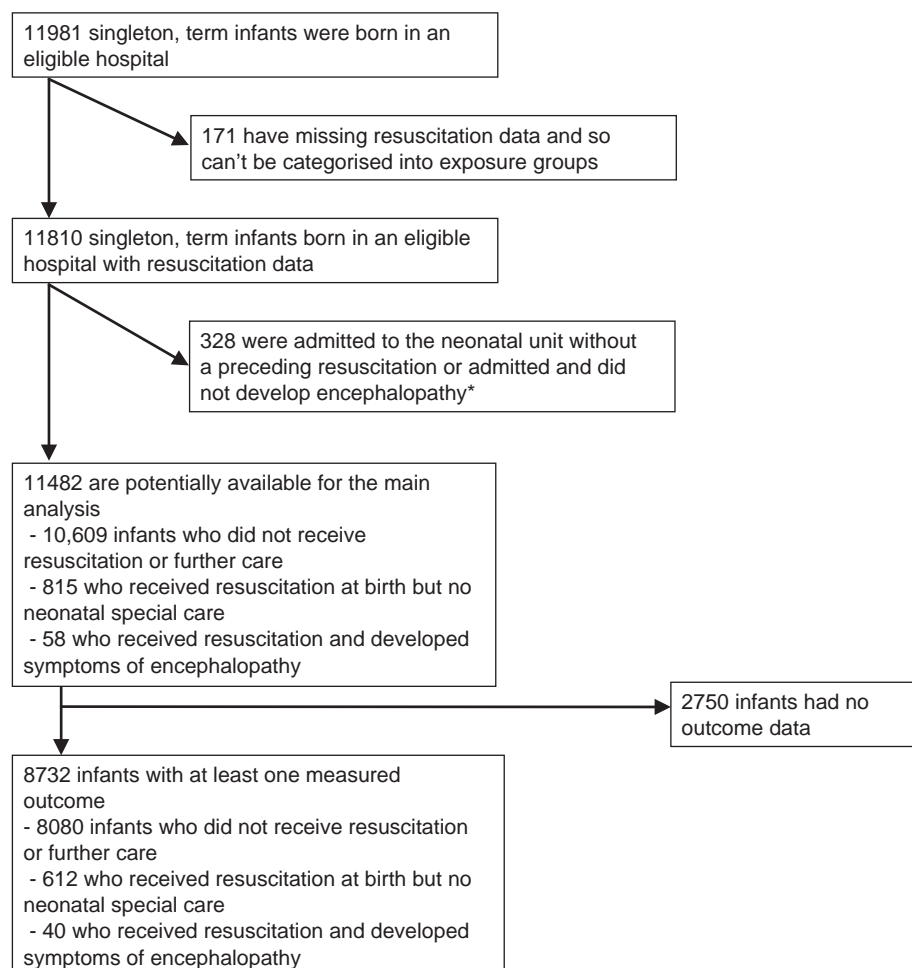 11981 singleton, term infants were born in an
eligible hospital
171 have missing resuscitation data and so
can't be categorised into exposure groups
11810 singleton, term infants born in an eligible
hospital with resuscitation data
328 were admitted to the neonatal unit without
a preceding resuscitation or admitted and did
not develop encephalopathy*
11482 are potentially available for the main
analysis
- 10,609 infants who did not receive
resuscitation or further care
- 815 who received resuscitation at birth but no
neonatal special care
- 58 who received resuscitation and developed
symptoms of encephalopathy
2750 infants had no
outcome data
8732 infants with at least one measured
outcome
- 8080 infants who did not receive resuscitation
or further care
- 612 who received resuscitation at birth but no
neonatal special care
- 40 who received resuscitation and developed
symptoms of encephalopathy